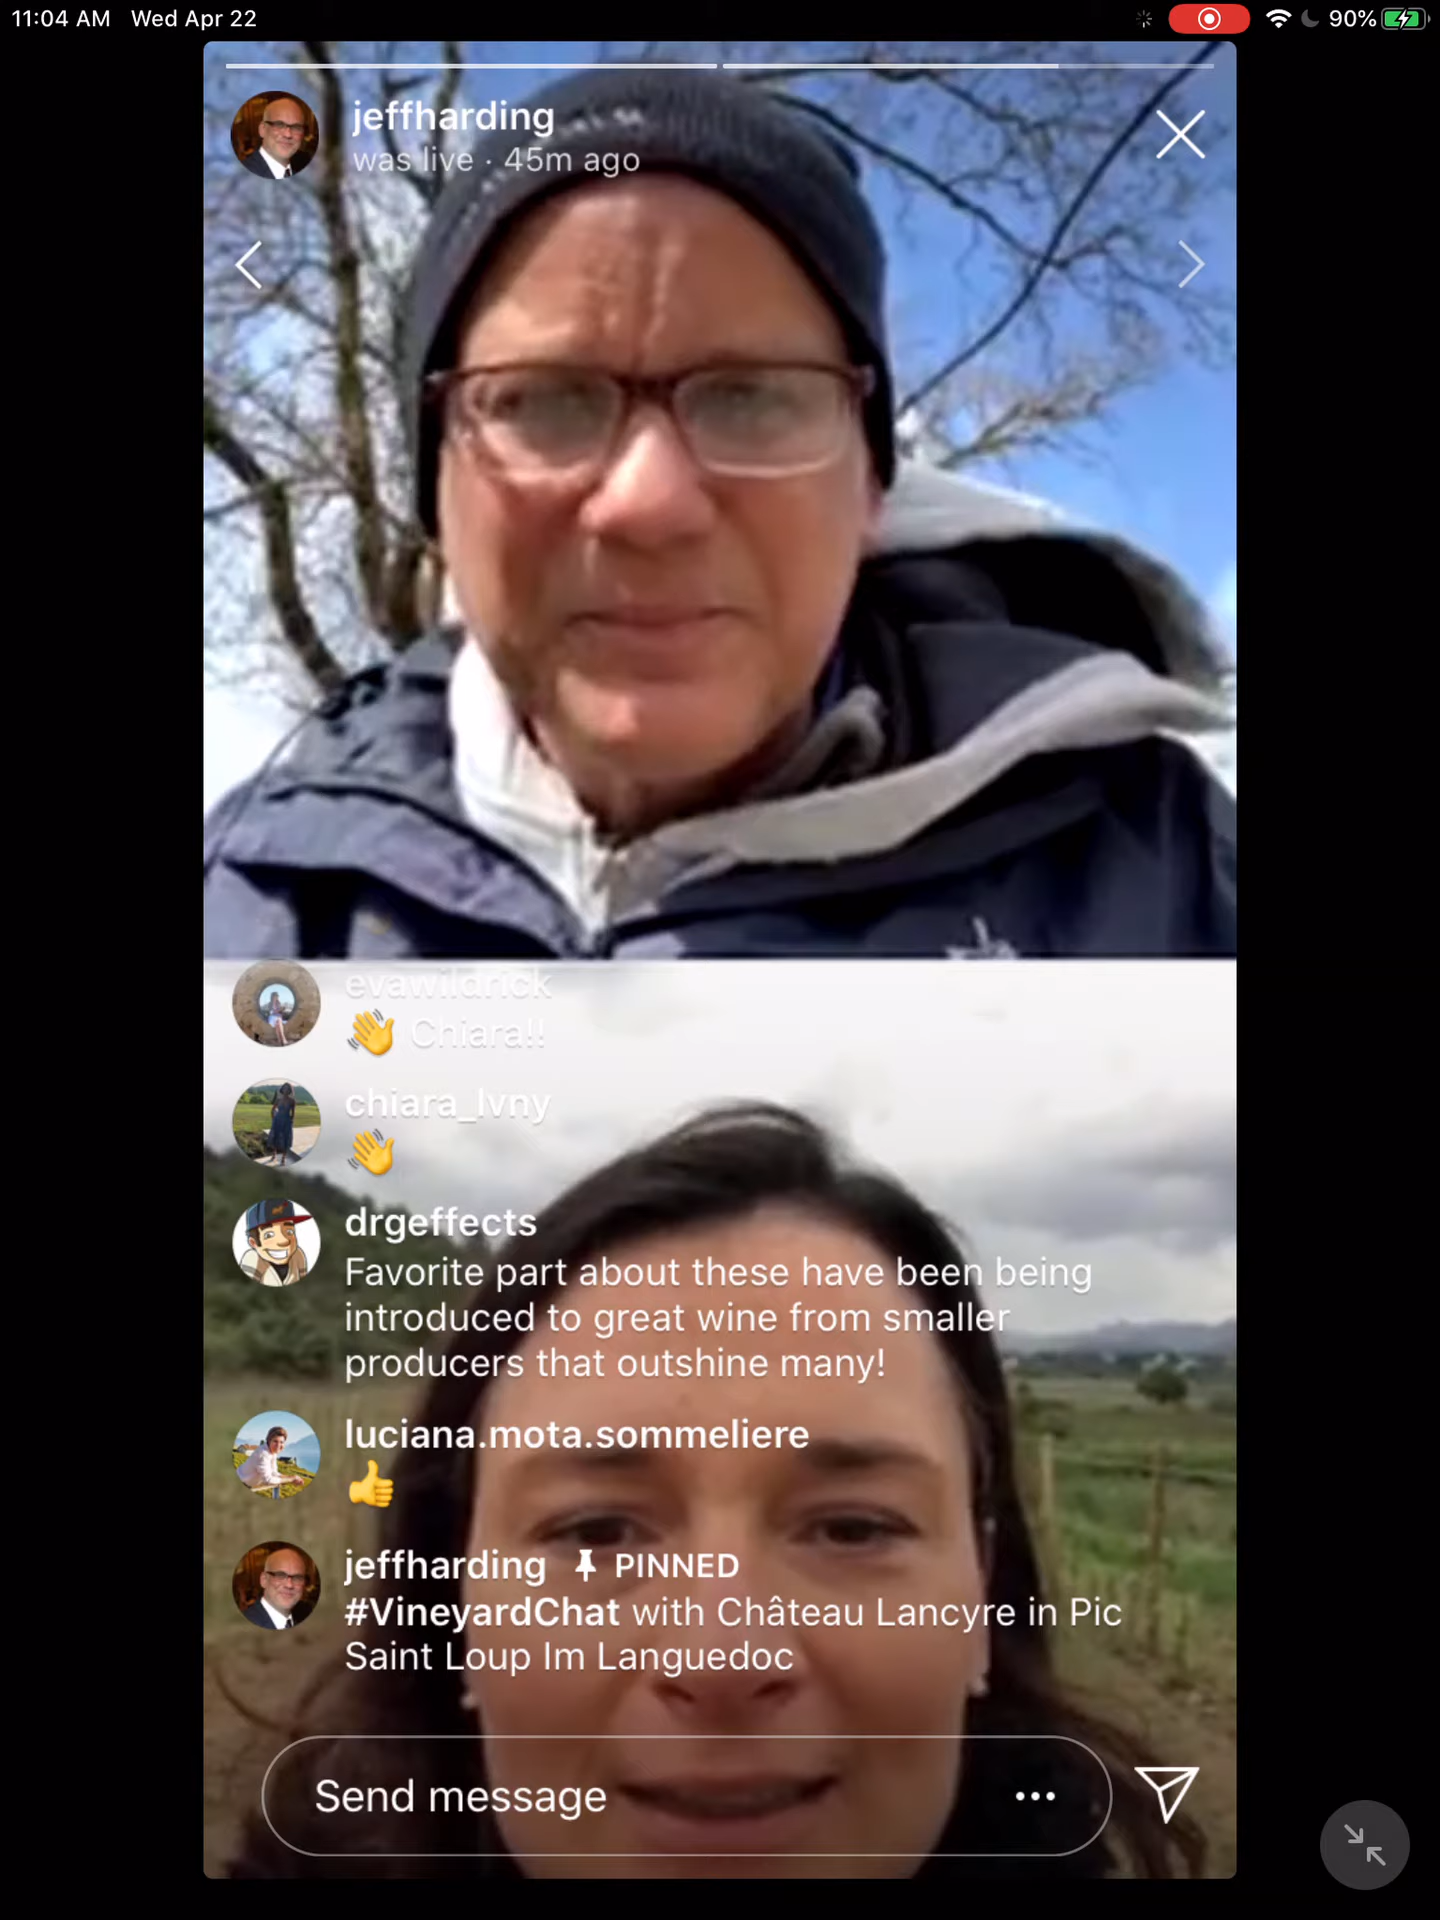 11:04 AM Wed Apr 22
90%
jeffharding
was live · 45m ago
evawildrick
👋 Chiara!!
chiara_lvny
👋
drgeffects
Favorite part about these have been being
introduced to great wine from smaller
producers that outshine many!
luciana.mota.sommeliere
👍
jeffharding PINNED
#VineyardChat with Château Lancyre in Pic
Saint Loup Im Languedoc
Send message